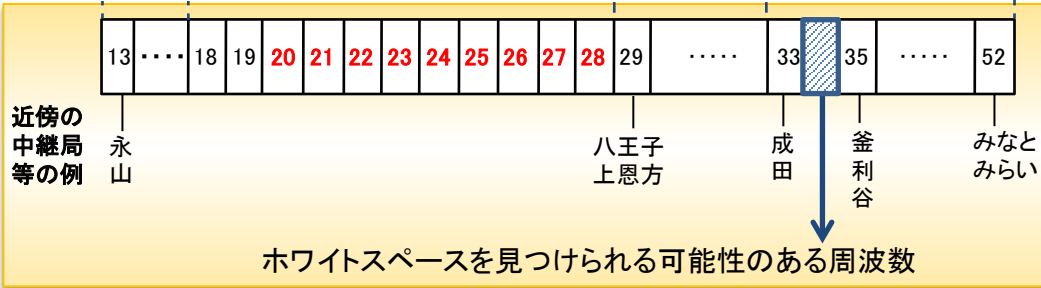 13 ‥‥ 18 19 20 21 22 23 24 25 26 27 28 29 ‥‥‥ 33 35 ‥‥‥ 52
近傍の
中継局
等の例
永山
八王子
上恩方
成田
釜利谷
みなと
みらい
ホワイトスペースを見つけられる可能性のある周波数